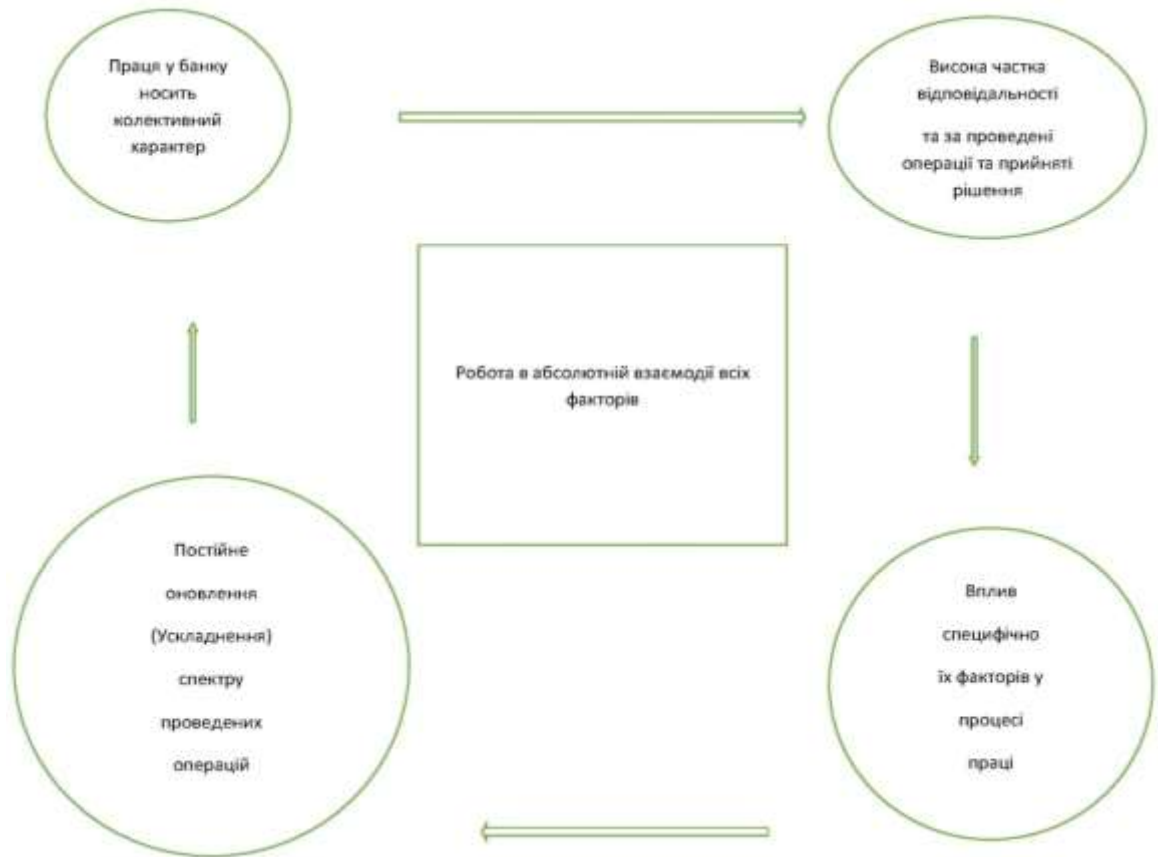 Праця у банку
носить
колективний
характер
Висока частка
відповідальності
та за проведені
операції та прийняті
рішення
Робота в абсолютній взаємодії всіх
факторів
Постійне
оновлення
(Ускладнення)
спектру
проведених
операцій
Вплив
специфічно
їх факторів у
процесі
праці